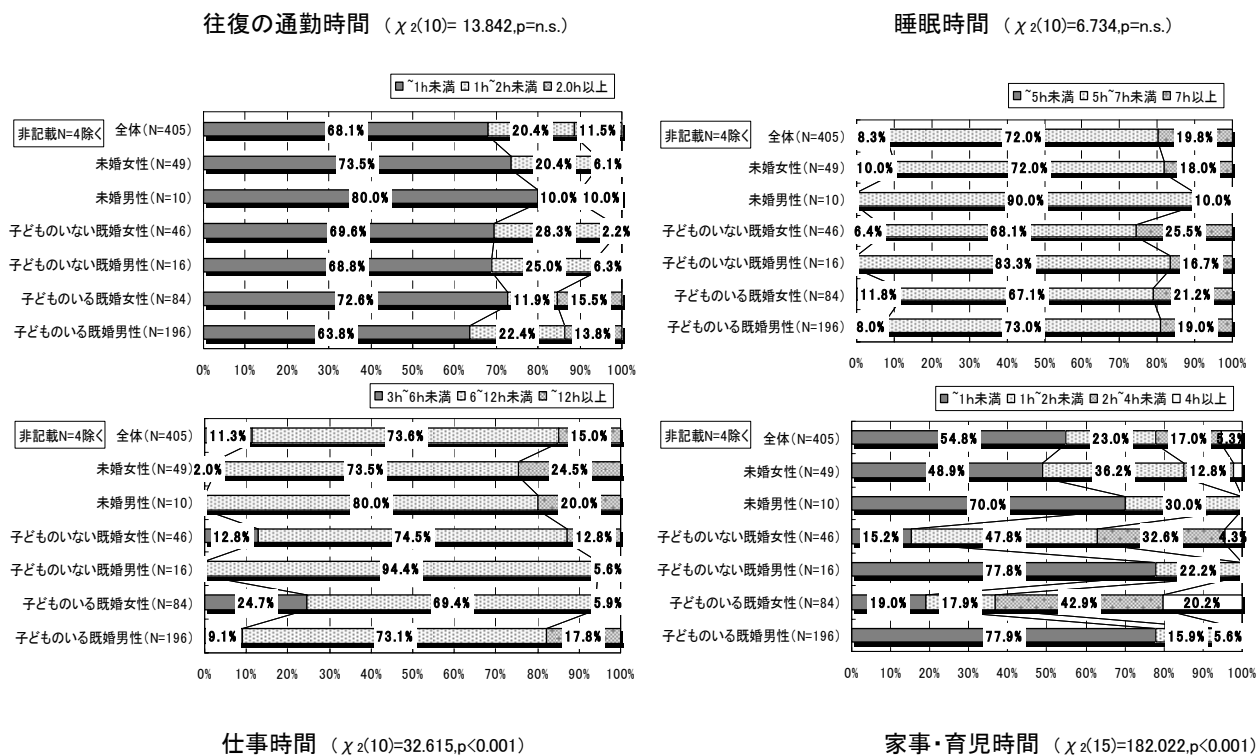 往復の通勤時間 (χ2(10)= 13.842,p=n.s.)
~1h未満 1h~2h未満 2.0h以上
非記載N=4除く
全体(N=405) 68.1% 20.4% 11.5%
未婚女性(N=49) 73.5% 20.4% 6.1%
未婚男性(N=10) 80.0% 10.0% 10.0%
子どものいない既婚女性(N=46) 69.6% 28.3% 2.2%
子どものいない既婚男性(N=16) 68.8% 25.0% 6.3%
子どものいる既婚女性(N=84) 72.6% 11.9% 15.5%
子どものいる既婚男性(N=196) 63.8% 22.4% 13.8%
0% 10% 20% 30% 40% 50% 60% 70% 80% 90% 100%
睡眠時間 (χ2(10)=6.734,p=n.s.)
~5h未満 5h~7h未満 7h以上
非記載N=4除く
全体(N=405) 8.3% 72.0% 19.8%
未婚女性(N=49) 10.0% 72.0% 18.0%
未婚男性(N=10) 90.0% 10.0%
子どものいない既婚女性(N=46) 6.4% 68.1% 25.5%
子どものいない既婚男性(N=16) 83.3% 16.7%
子どものいる既婚女性(N=84) 11.8% 67.1% 21.2%
子どものいる既婚男性(N=196) 8.0% 73.0% 19.0%
0% 10% 20% 30% 40% 50% 60% 70% 80% 90% 100%
3h~6h未満 6~12h未満 ~12h以上
非記載N=4除く
全体(N=405) 11.3% 73.6% 15.0%
未婚女性(N=49) 2.0% 73.5% 24.5%
未婚男性(N=10) 80.0% 20.0%
子どものいない既婚女性(N=46) 12.8% 74.5% 12.8%
子どものいない既婚男性(N=16) 94.4% 5.6%
子どものいる既婚女性(N=84) 24.7% 69.4% 5.9%
子どものいる既婚男性(N=196) 9.1% 73.1% 17.8%
0% 10% 20% 30% 40% 50% 60% 70% 80% 90% 100%
仕事時間 (χ2(10)=32.615,p<0.001)
~1h未満 1h~2h未満 2h~4h未満 4h以上
非記載N=4除く
全体(N=405) 54.8% 23.0% 17.0% 5.3%
未婚女性(N=49) 48.9% 36.2% 12.8%
未婚男性(N=10) 70.0% 30.0%
子どものいない既婚女性(N=46) 15.2% 47.8% 32.6% 4.3%
子どものいない既婚男性(N=16) 77.8% 22.2%
子どものいる既婚女性(N=84) 19.0% 17.9% 42.9% 20.2%
子どものいる既婚男性(N=196) 77.9% 15.9% 5.6%
0% 10% 20% 30% 40% 50% 60% 70% 80% 90% 100%
家事・育児時間 (χ2(15)=182.022,p<0.001)